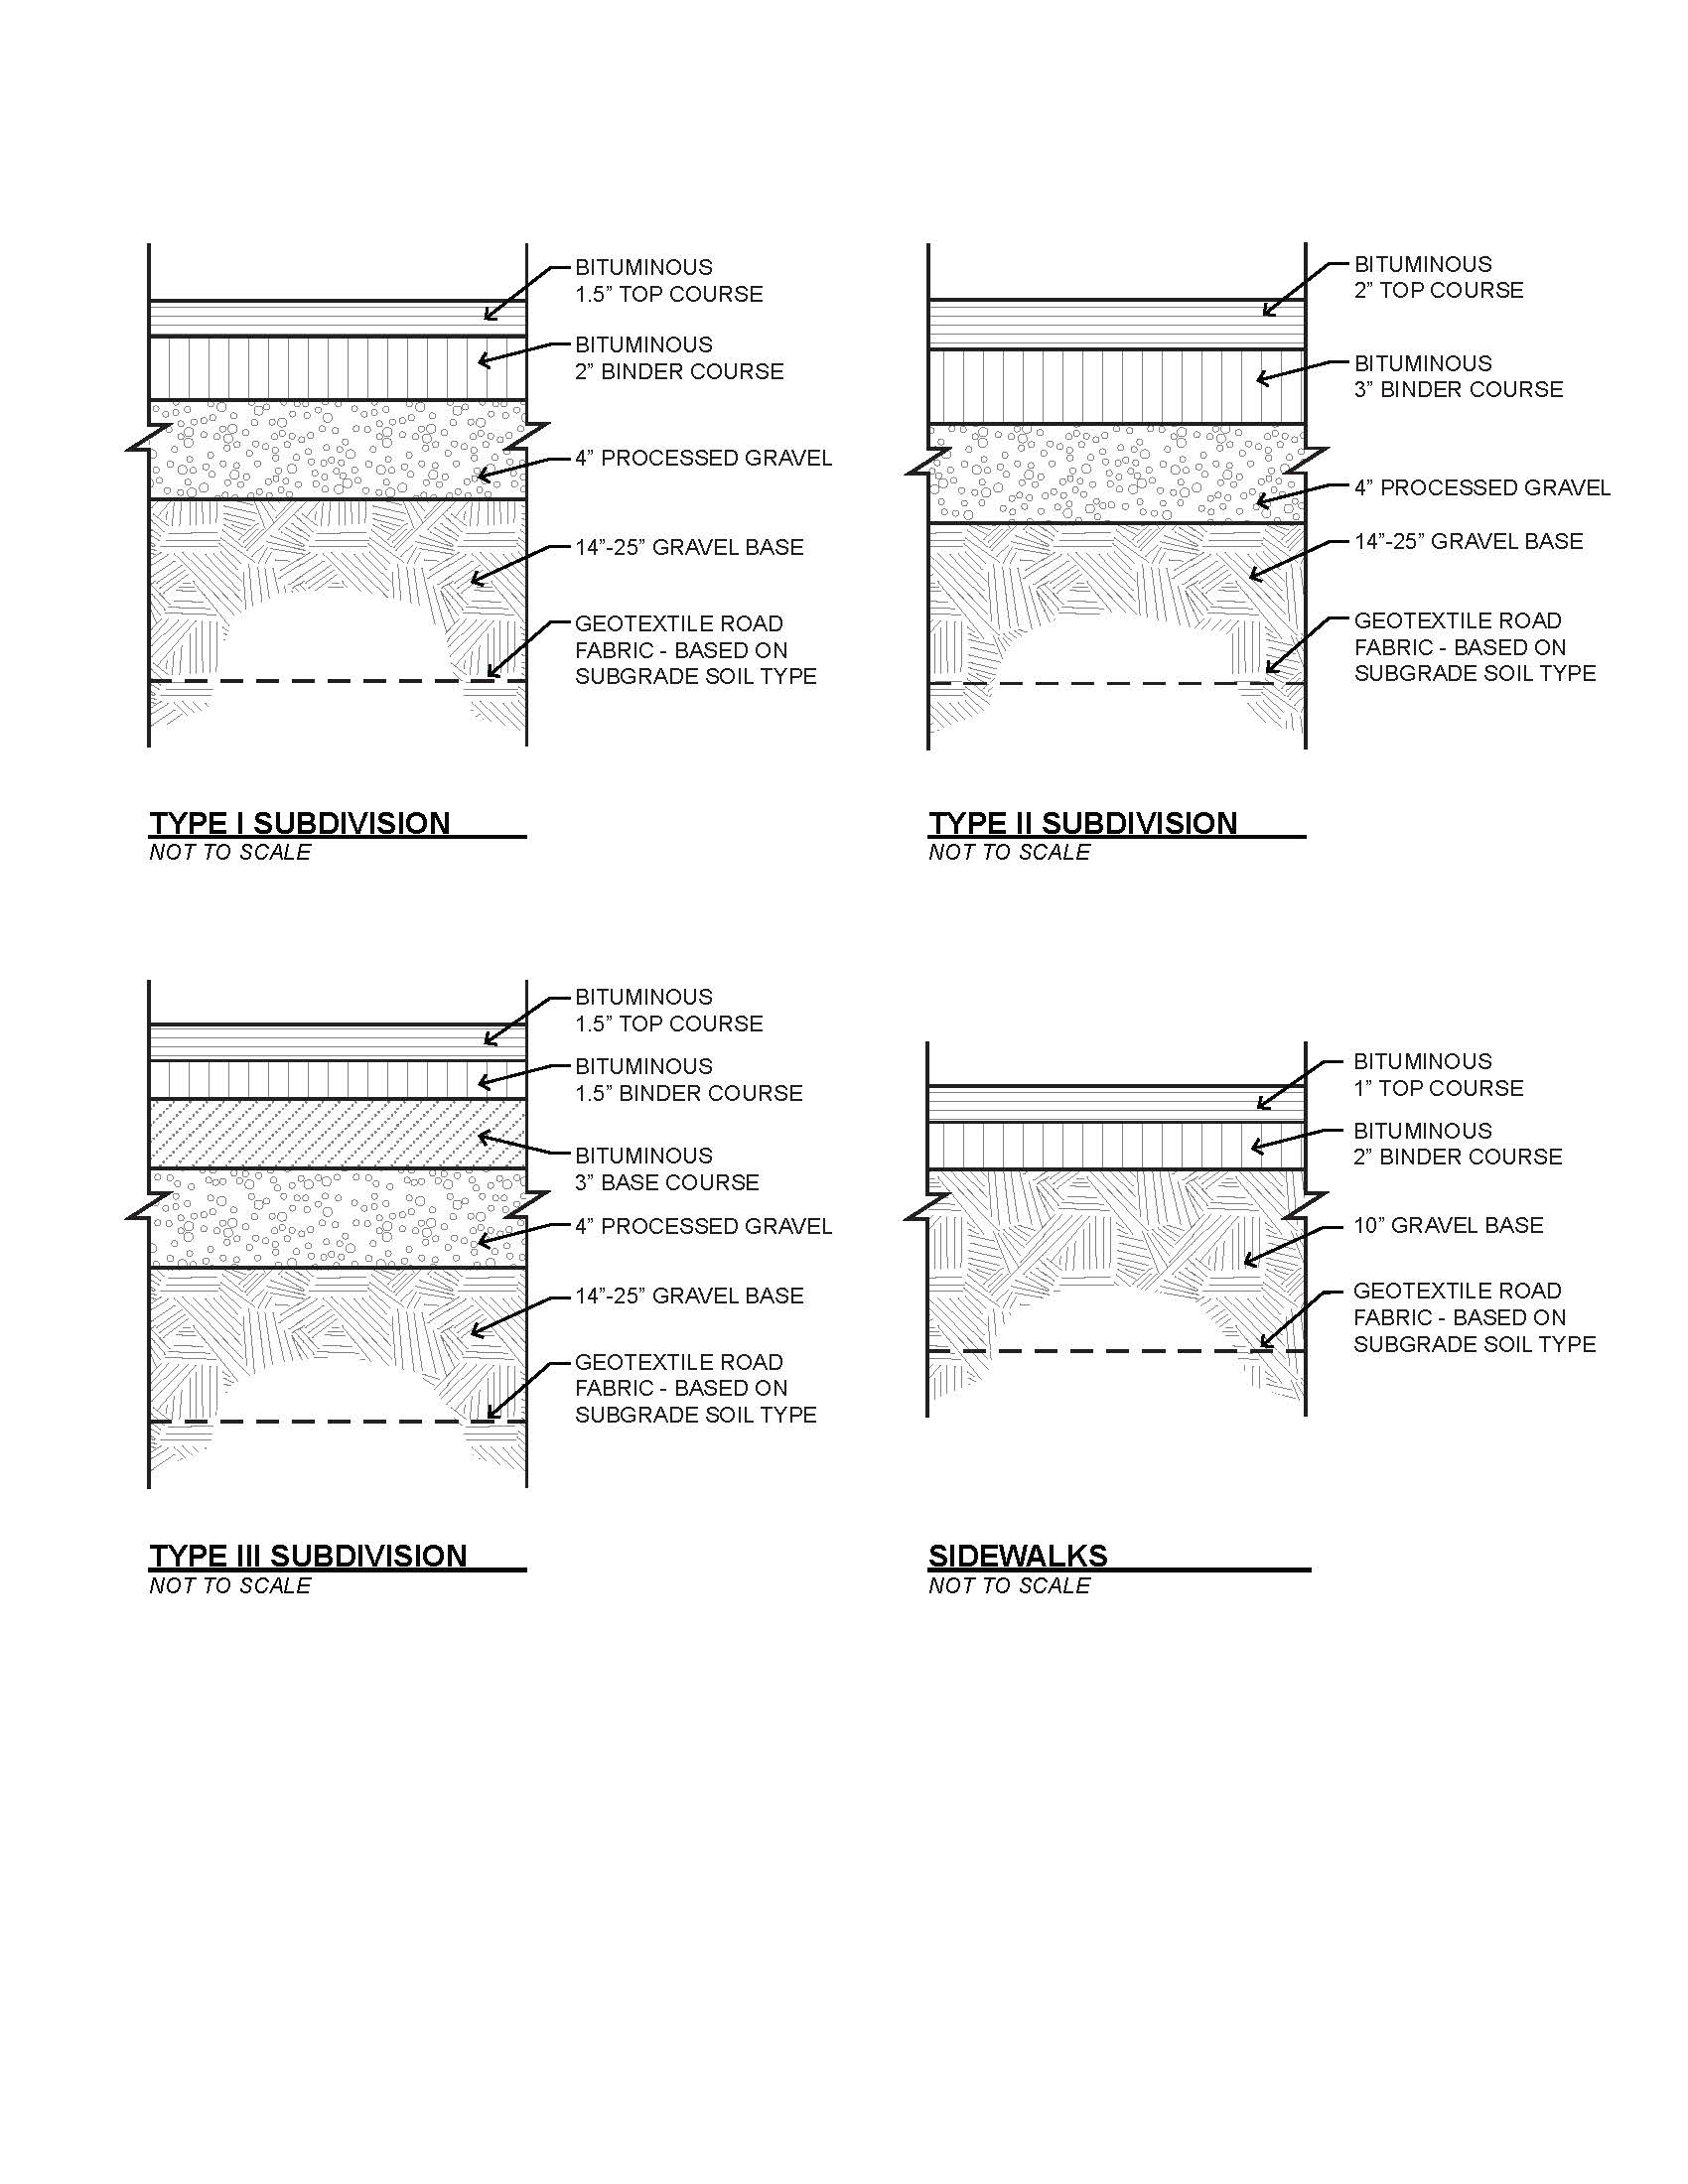 BITUMINOUS
1.5” TOP COURSE
BITUMINOUS
2” BINDER COURSE
4” PROCESSED GRAVEL
14”-25” GRAVEL BASE
GEOTEXTILE ROAD
FABRIC - BASED ON
SUBGRADE SOIL TYPE
TYPE I SUBDIVISION
NOT TO SCALE
BITUMINOUS
2” TOP COURSE
BITUMINOUS
3” BINDER COURSE
4” PROCESSED GRAVEL
14”-25” GRAVEL BASE
GEOTEXTILE ROAD
FABRIC - BASED ON
SUBGRADE SOIL TYPE
TYPE II SUBDIVISION
NOT TO SCALE
BITUMINOUS
1.5” TOP COURSE
BITUMINOUS
1.5” BINDER COURSE
BITUMINOUS
3” BASE COURSE
4” PROCESSED GRAVEL
14”-25” GRAVEL BASE
GEOTEXTILE ROAD
FABRIC - BASED ON
SUBGRADE SOIL TYPE
TYPE III SUBDIVISION
NOT TO SCALE
BITUMINOUS
1” TOP COURSE
BITUMINOUS
2” BINDER COURSE
10” GRAVEL BASE
GEOTEXTILE ROAD
FABRIC - BASED ON
SUBGRADE SOIL TYPE
SIDEWALKS
NOT TO SCALE